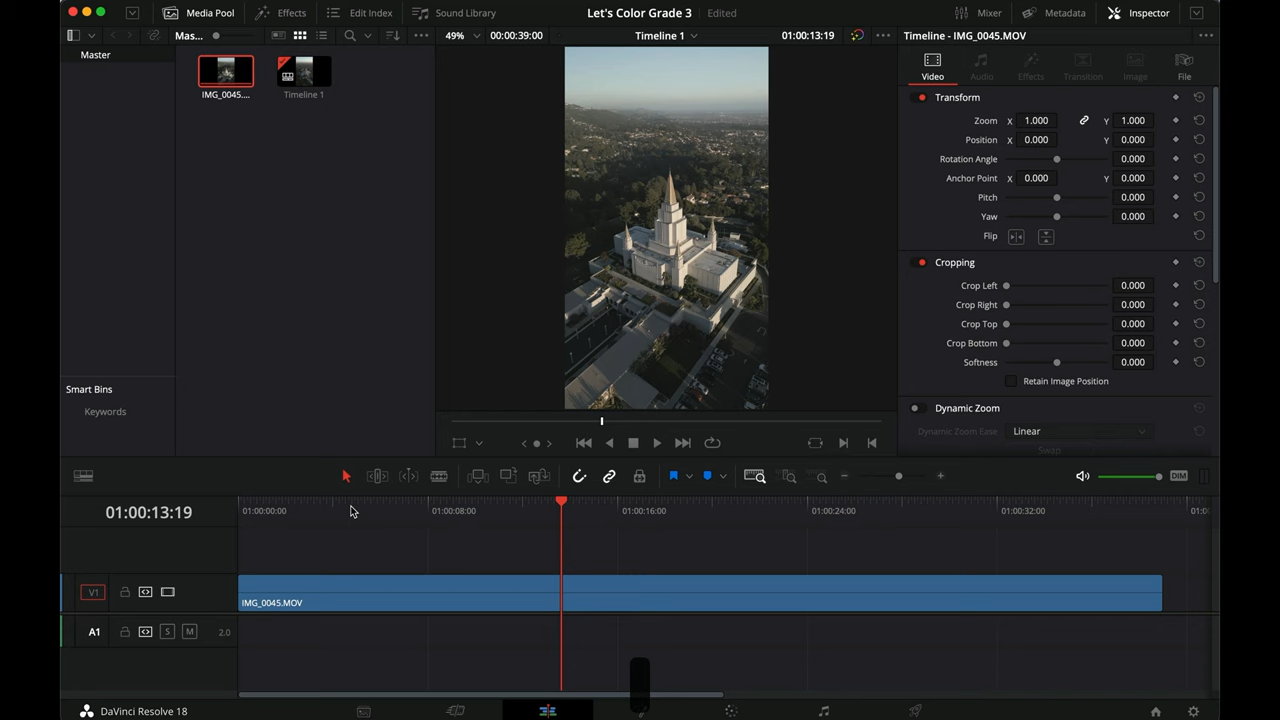 Media Pool Effects Edit Index Sound Library Let's Color Grade 3 Edited Mixer Metadata Inspector
Mas... 49% 00:00:39:00 Timeline 1 01:00:13:19 Timeline - IMG_0045.MOV
Master
IMG_0045....
Timeline 1
Video Audio Effects Transition Image File
Transform
Zoom X 1.000 Y 1.000
Position X 0.000 Y 0.000
Rotation Angle 0.000
Anchor Point X 0.000 Y 0.000
Pitch 0.000
Yaw 0.000
Flip
Cropping
Crop Left 0.000
Crop Right 0.000
Crop Top 0.000
Crop Bottom 0.000
Softness 0.000
Retain Image Position
Smart Bins
Keywords
Dynamic Zoom
Dynamic Zoom Ease Linear
Swap
DIM
01:00:13:19
01:00:00:00 01:00:08:00 01:00:16:00 01:00:24:00 01:00:32:00 01:0
V1
IMG_0045.MOV
A1 S M 2.0
DaVinci Resolve 18